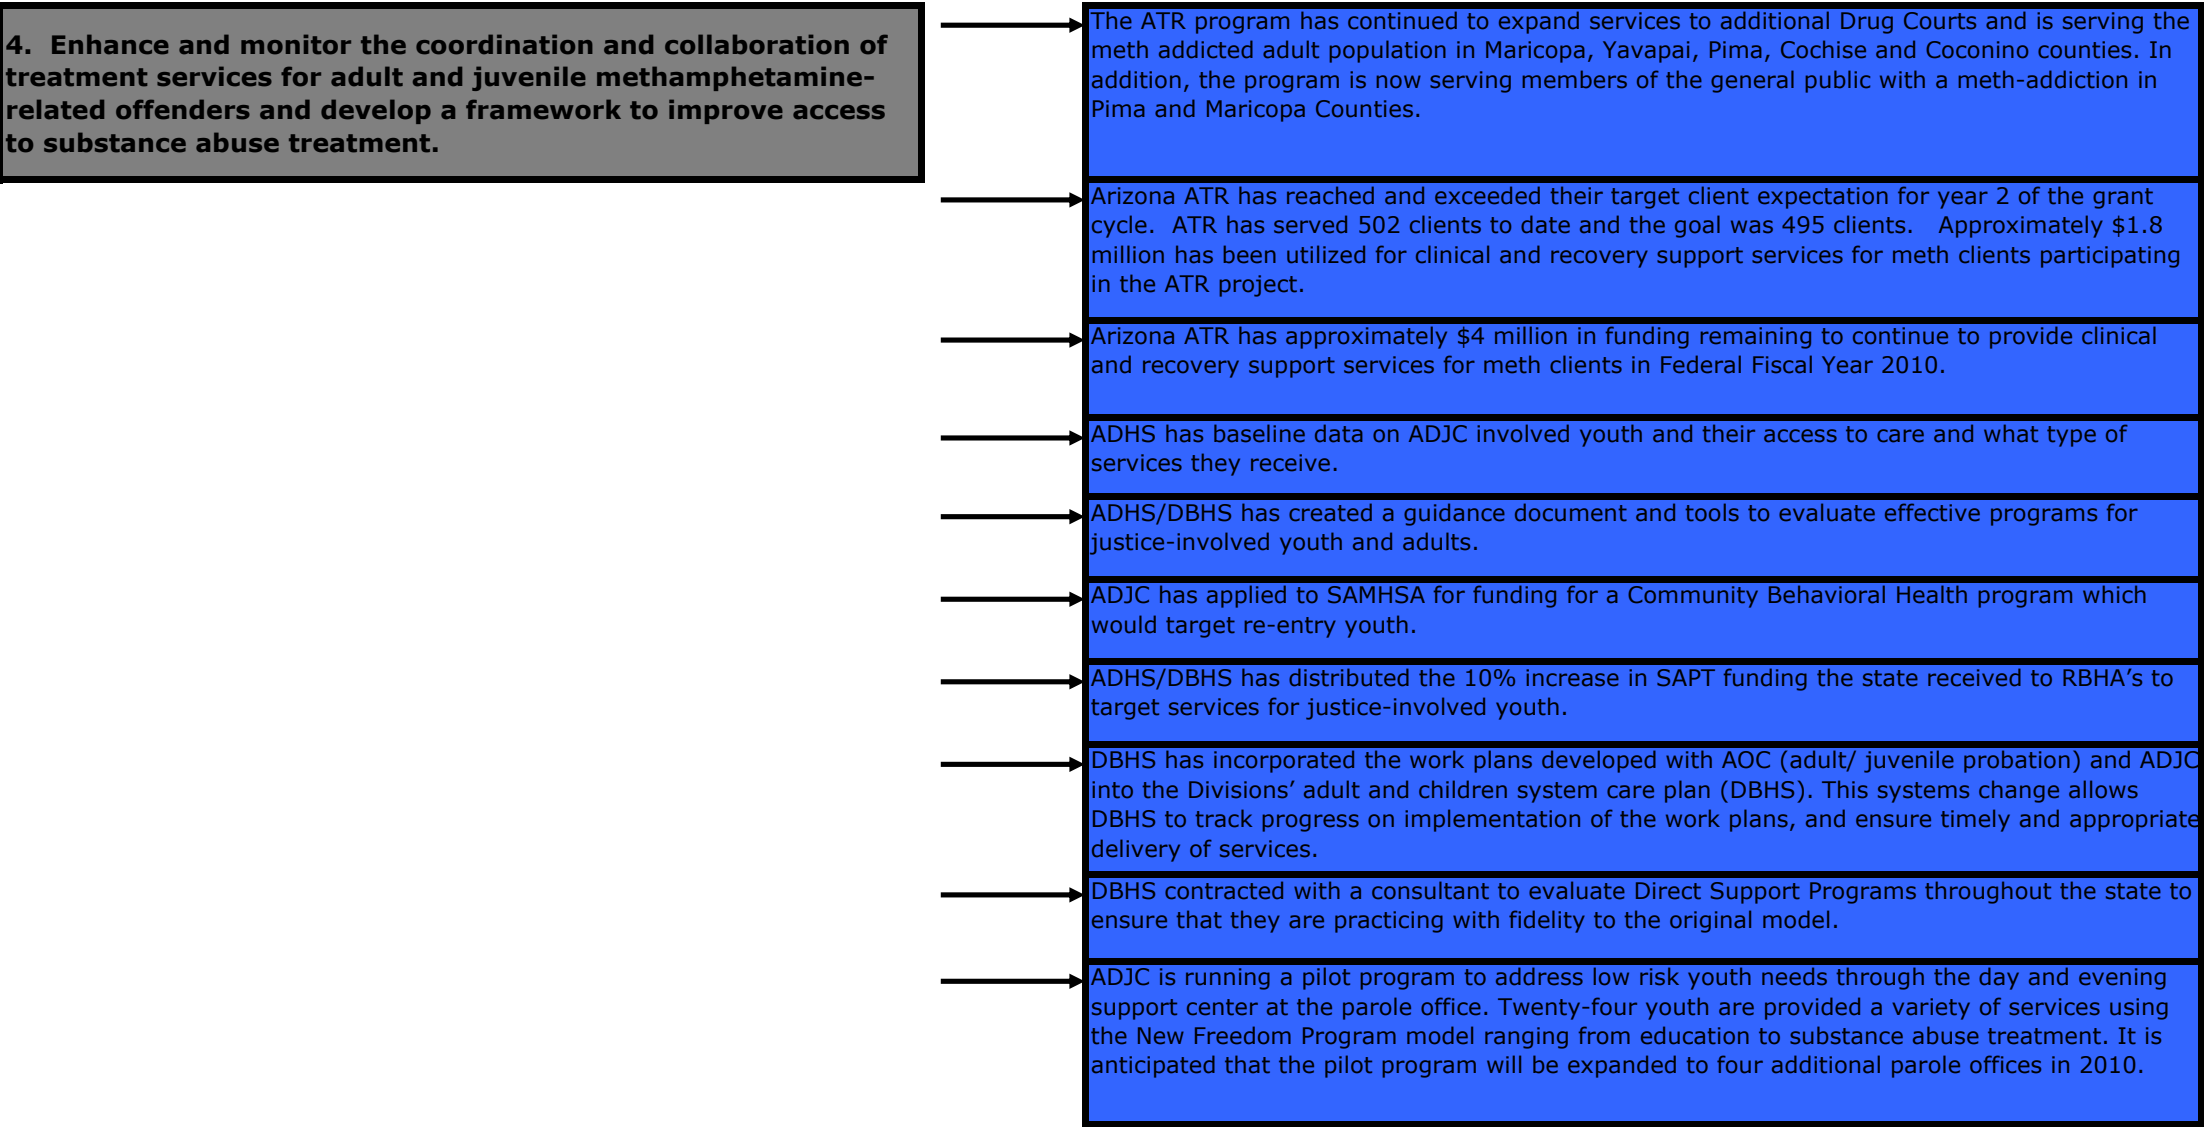 4.  Enhance and monitor the coordination and collaboration of
treatment services for adult and juvenile methamphetamine-
related offenders and develop a framework to improve access
to substance abuse treatment.
The ATR program has continued to expand services to additional Drug Courts and is serving the
meth addicted adult population in Maricopa, Yavapai, Pima, Cochise and Coconino counties. In
addition, the program is now serving members of the general public with a meth-addiction in
Pima and Maricopa Counties.
Arizona ATR has reached and exceeded their target client expectation for year 2 of the grant
cycle.  ATR has served 502 clients to date and the goal was 495 clients.   Approximately $1.8
million has been utilized for clinical and recovery support services for meth clients participating
in the ATR project.
Arizona ATR has approximately $4 million in funding remaining to continue to provide clinical
and recovery support services for meth clients in Federal Fiscal Year 2010.
ADHS has baseline data on ADJC involved youth and their access to care and what type of
services they receive.
ADHS/DBHS has created a guidance document and tools to evaluate effective programs for
justice-involved youth and adults.
ADJC has applied to SAMHSA for funding for a Community Behavioral Health program which
would target re-entry youth.
ADHS/DBHS has distributed the 10% increase in SAPT funding the state received to RBHA’s to
target services for justice-involved youth.
DBHS has incorporated the work plans developed with AOC (adult/ juvenile probation) and ADJC
into the Divisions’ adult and children system care plan (DBHS). This systems change allows
DBHS to track progress on implementation of the work plans, and ensure timely and appropriate
delivery of services.
DBHS contracted with a consultant to evaluate Direct Support Programs throughout the state to
ensure that they are practicing with fidelity to the original model.
ADJC is running a pilot program to address low risk youth needs through the day and evening
support center at the parole office. Twenty-four youth are provided a variety of services using
the New Freedom Program model ranging from education to substance abuse treatment. It is
anticipated that the pilot program will be expanded to four additional parole offices in 2010.